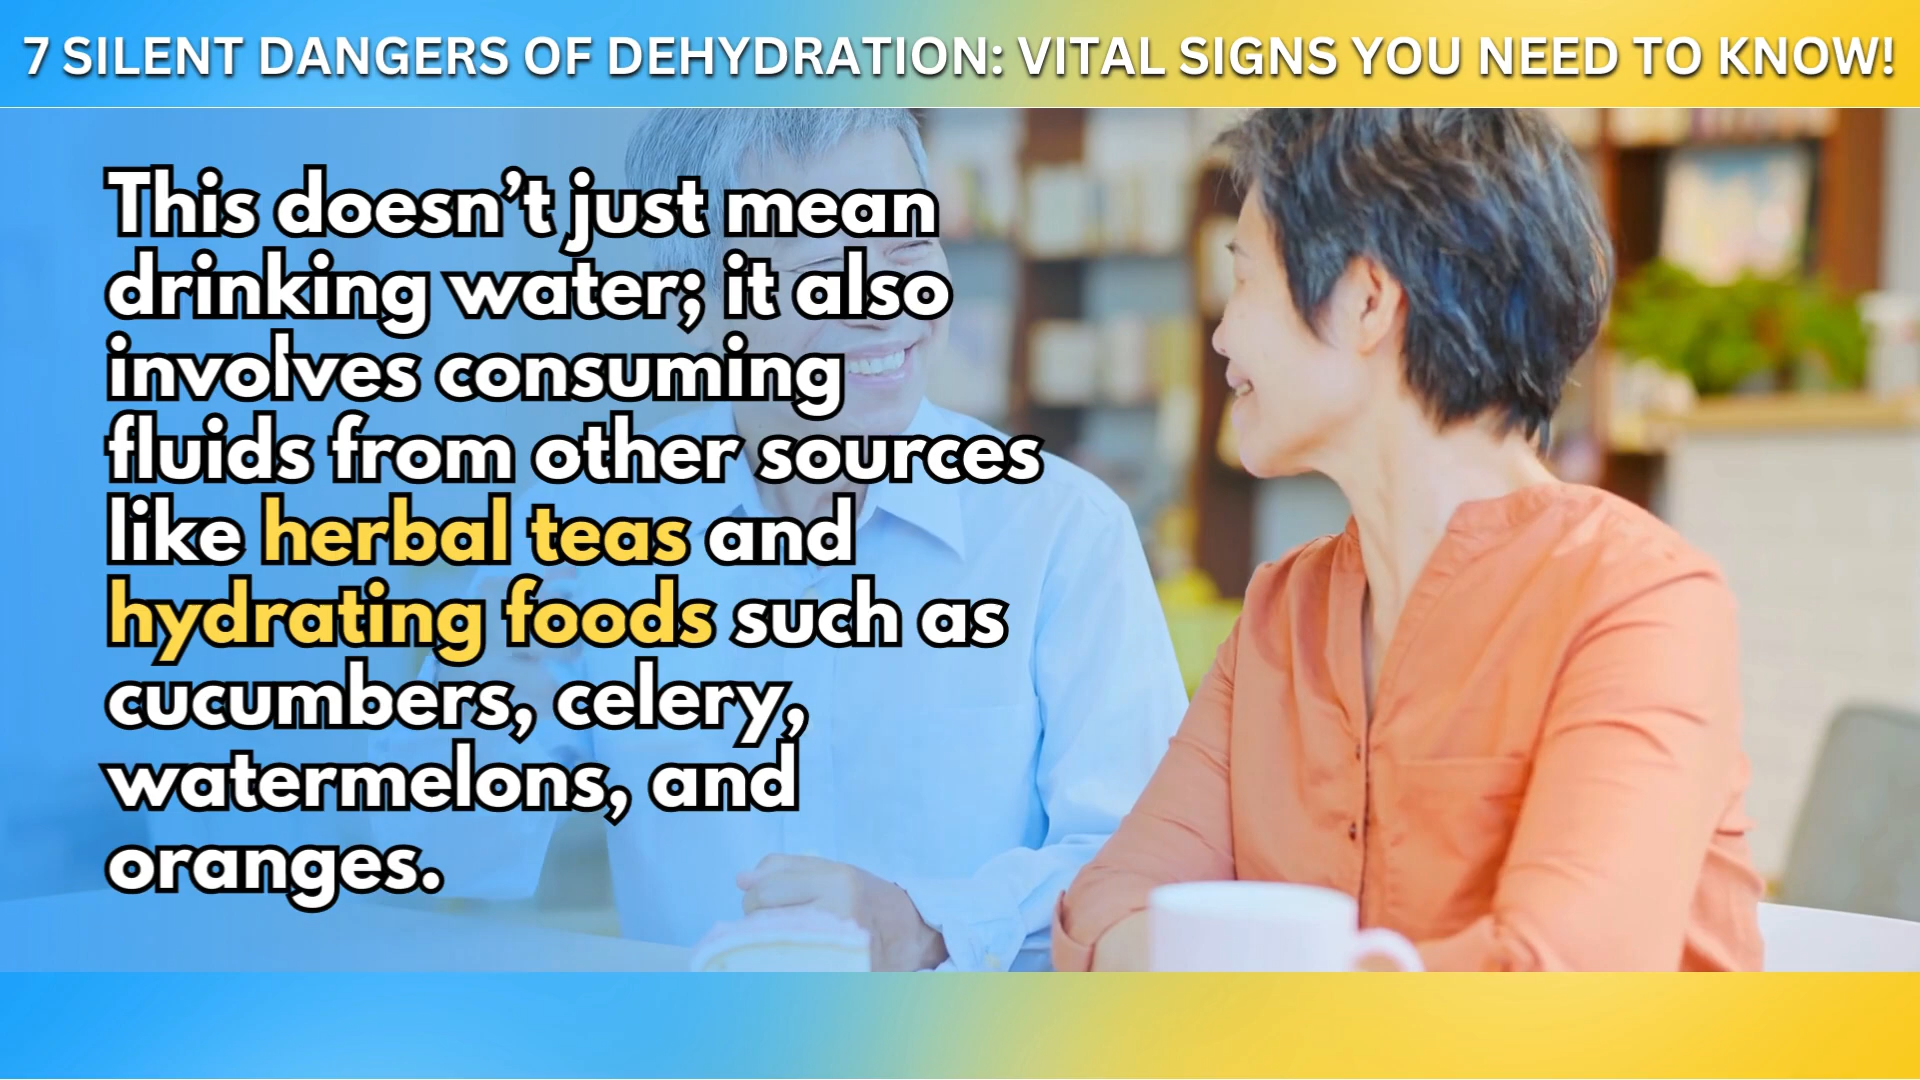 7 SILENT DANGERS OF DEHYDRATION: VITAL SIGNS YOU NEED TO KNOW!
This doesn’t just mean
drinking water; it also
involves consuming
fluids from other sources
like herbal teas and
hydrating foods such as
cucumbers, celery,
watermelons, and
oranges.